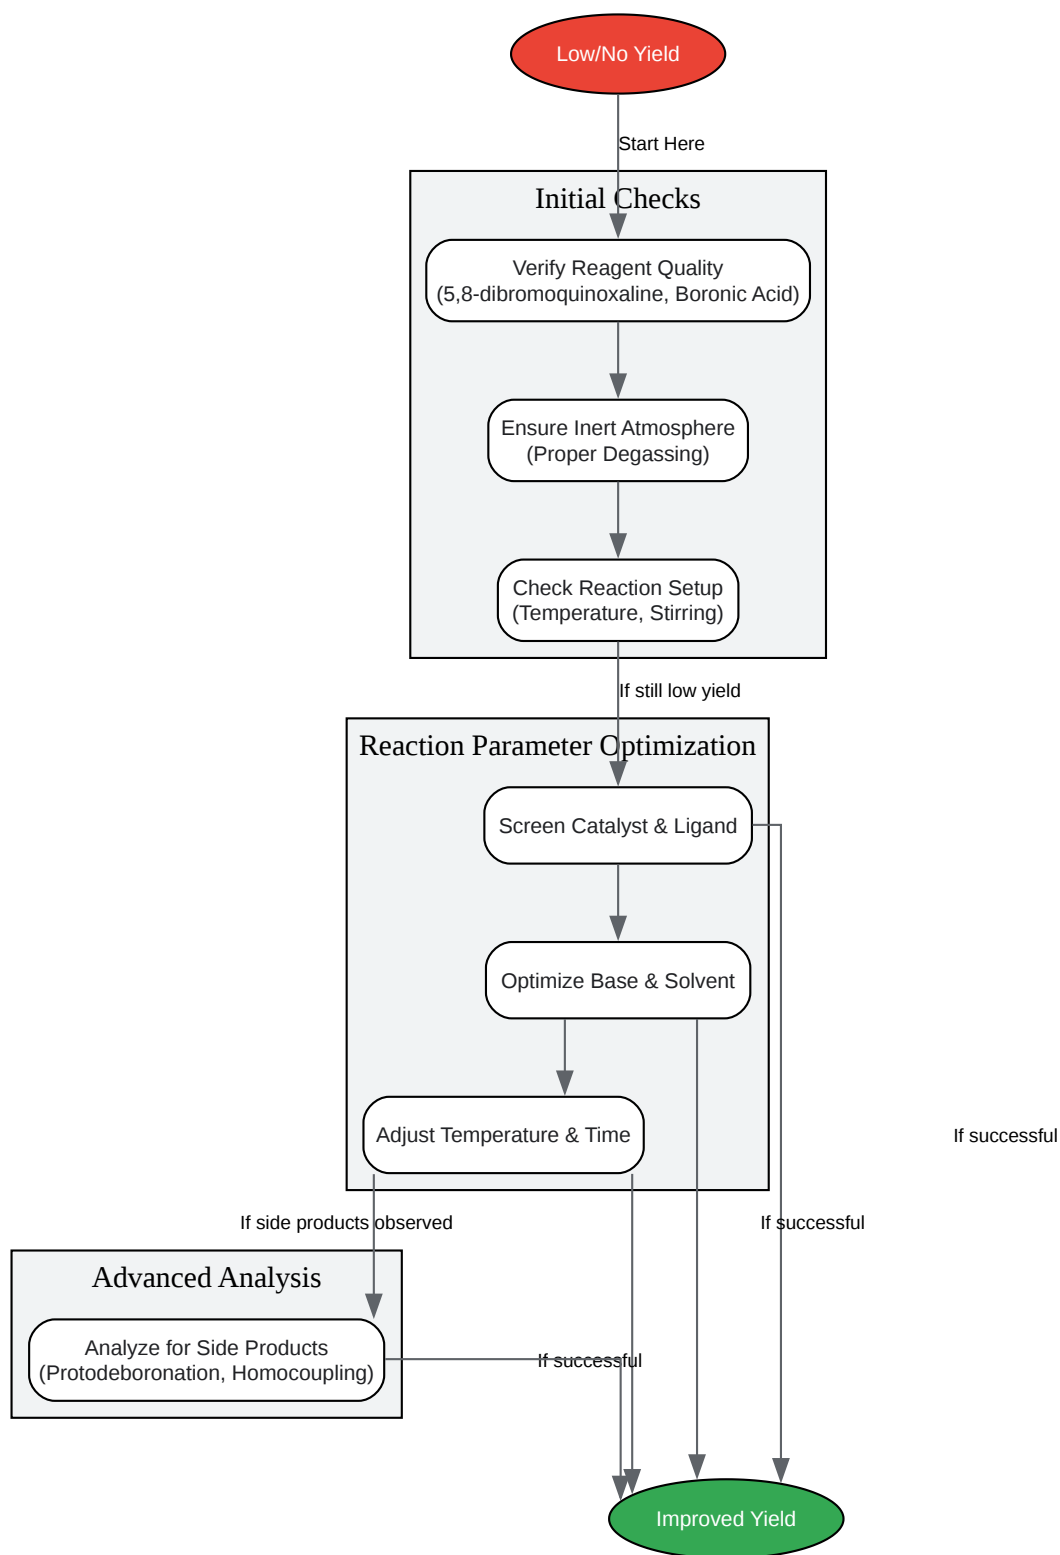 Low/No Yield
Start Here
Initial Checks
Verify Reagent Quality
(5,8-dibromoquinoxaline, Boronic Acid)
Ensure Inert Atmosphere
(Proper Degassing)
Check Reaction Setup
(Temperature, Stirring)
If still low yield
Reaction Parameter Optimization
Screen Catalyst & Ligand
Optimize Base & Solvent
Adjust Temperature & Time
If successful
If side products observed
If successful
Advanced Analysis
Analyze for Side Products
(Protodeboronation, Homocoupling)
If successful
Improved Yield